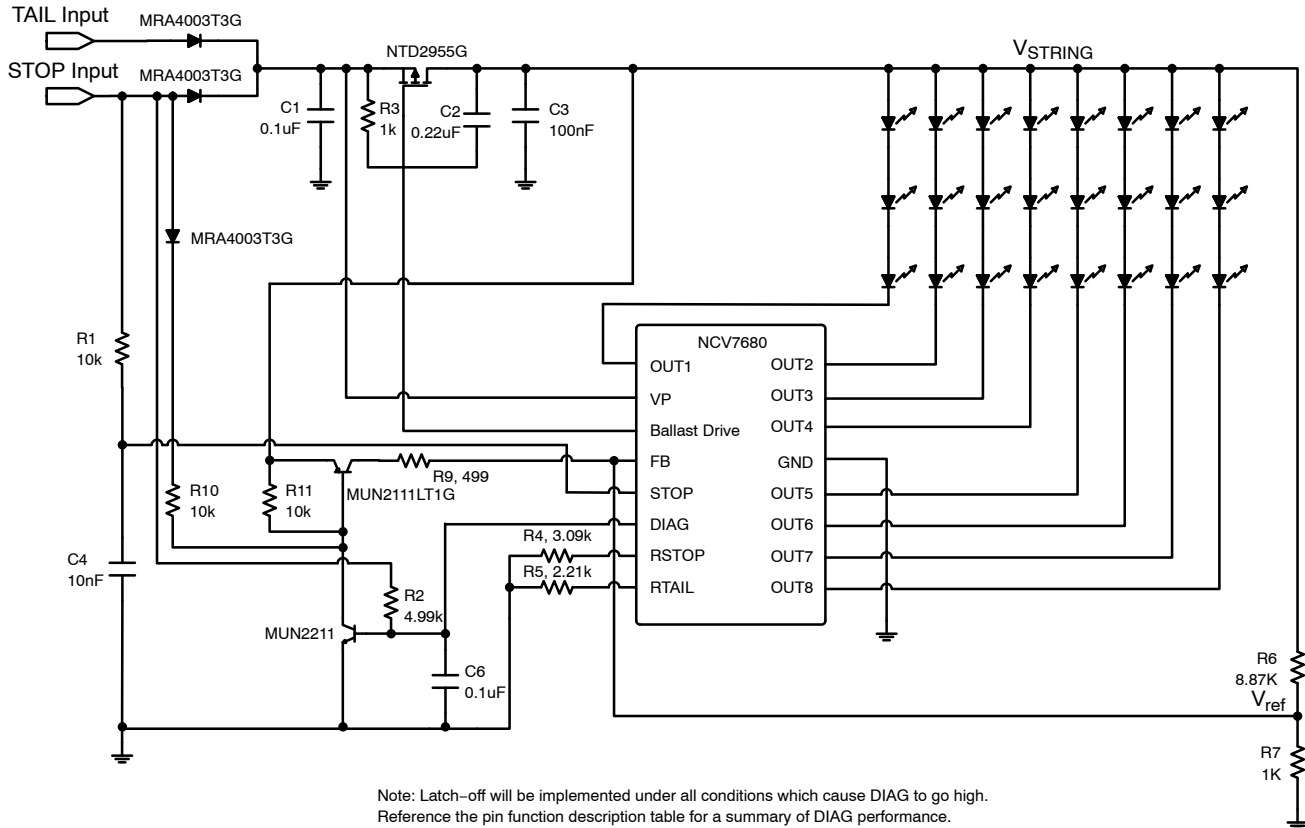 TAIL Input
MRA4003T3G
STOP Input
MRA4003T3G
NTD2955G
VSTRING
C1
0.1uF
R3
1k
C2
0.22uF
C3
100nF
MRA4003T3G
R1
10k
NCV7680
OUT1
VP
Ballast Drive
FB
STOP
DIAG
RSTOP
RTAIL
OUT2
OUT3
OUT4
GND
OUT5
OUT6
OUT7
OUT8
R9, 499
MUN2111LT1G
R10
10k
R11
10k
R4, 3.09k
R5, 2.21k
C4
10nF
R2
4.99k
MUN2211
C6
0.1uF
R6
8.87K
Vref
R7
1K
Note: Latch−off will be implemented under all conditions which cause DIAG to go high.
Reference the pin function description table for a summary of DIAG performance.